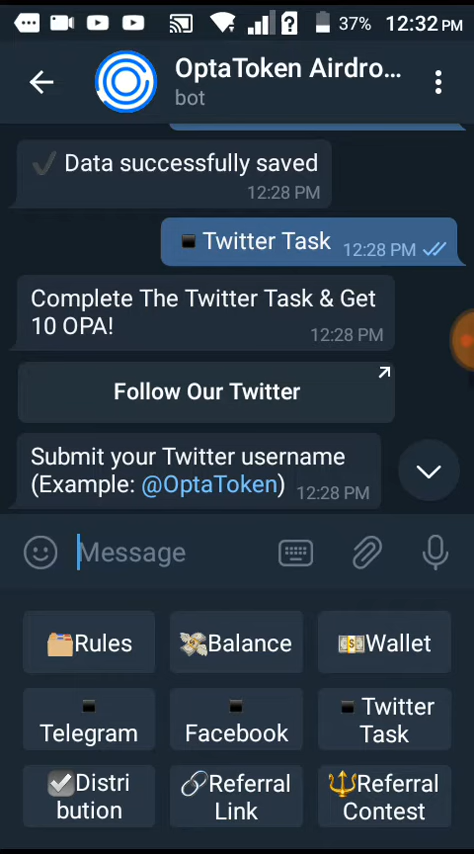 37% 12:32 PM
OptaToken Airdro...
bot
Data successfully saved
12:28 PM
Twitter Task
12:28 PM
Complete The Twitter Task & Get
10 OPA!
12:28 PM
Follow Our Twitter
Submit your Twitter username
(Example: @OptaToken)
12:28 PM
Message
Rules
Balance
Wallet
Telegram
Facebook
Twitter
Task
Distri
bution
Referral
Link
Referral
Contest